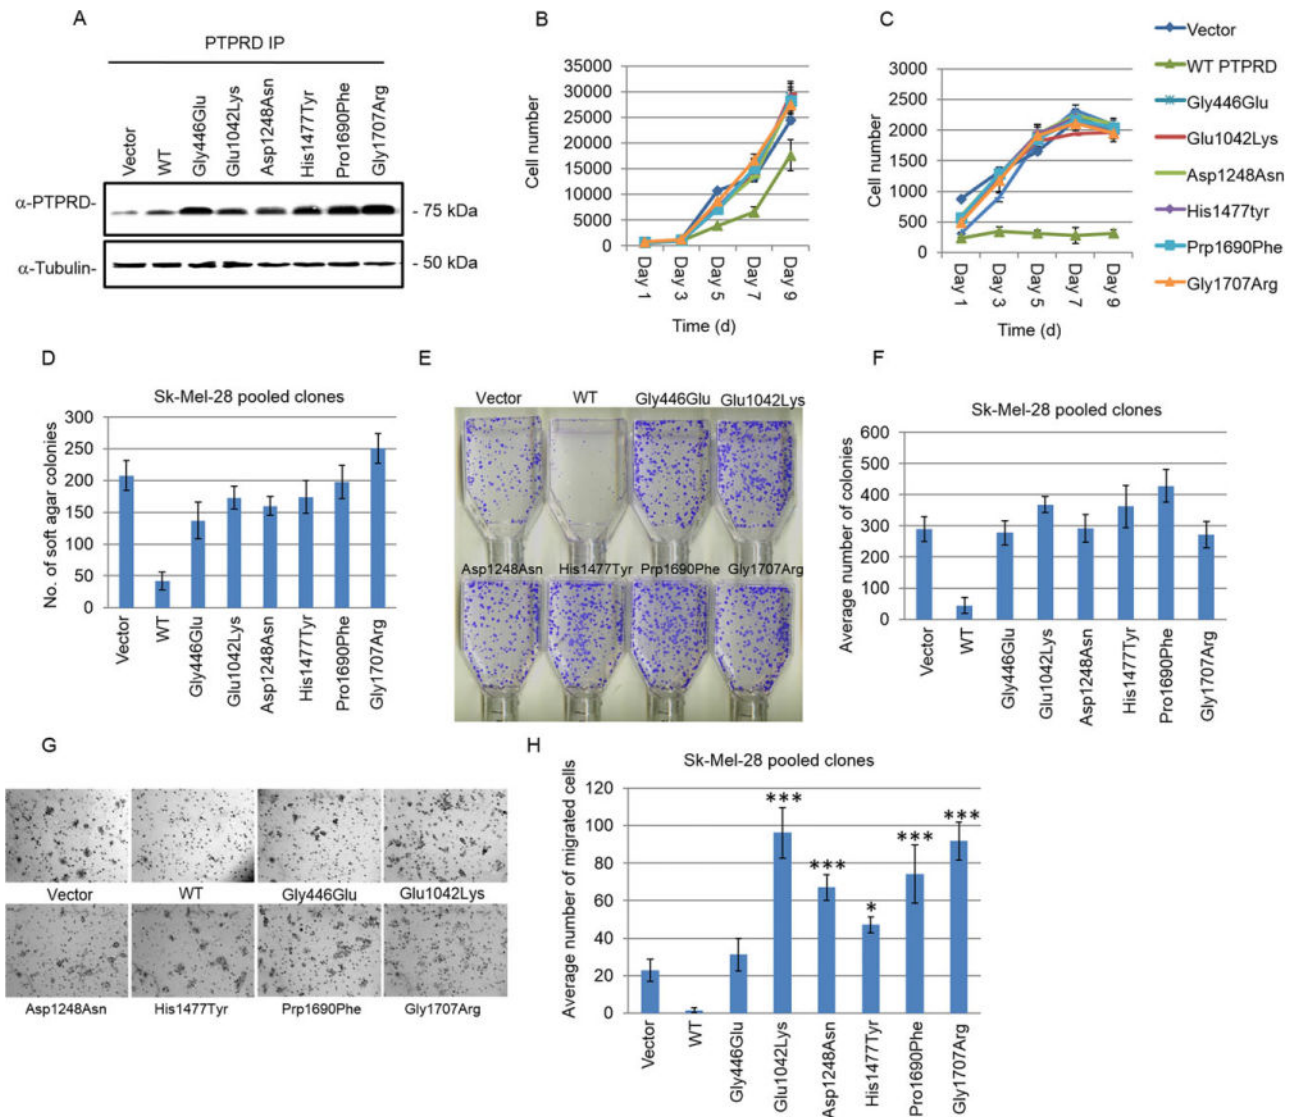 A
PTPRD IP
Vector
WT
Gly446Glu
Glu1042Lys
Asp1248Asn
His1477Tyr
Pro1690Phe
Gly1707Arg
α-PTPRD-
- 75 kDa
α-Tubulin-
- 50 kDa
B
Cell number
35000
30000
25000
20000
15000
10000
5000
0
Day 1
Day 3
Day 5
Day 7
Day 9
Time (d)
C
Cell number
3000
2500
2000
1500
1000
500
0
Day 1
Day 3
Day 5
Day 7
Day 9
Time (d)
Vector
WT PTPRD
Gly446Glu
Glu1042Lys
Asp1248Asn
His1477tyr
Prp1690Phe
Gly1707Arg
D
Sk-Mel-28 pooled clones
No. of soft agar colonies
300
250
200
150
100
50
0
Vector
WT
Gly446Glu
Glu1042Lys
Asp1248Asn
His1477Tyr
Pro1690Phe
Gly1707Arg
E
Vector WT Gly446Glu Glu1042Lys
Asp1248Asn His1477Tyr Prp1690Phe Gly1707Arg
F
Sk-Mel-28 pooled clones
Average number of colonies
600
500
400
300
200
100
0
Vector
WT
Gly446Glu
Glu1042Lys
Asp1248Asn
His1477Tyr
Pro1690Phe
Gly1707Arg
G
Vector WT Gly446Glu Glu1042Lys
Asp1248Asn His1477Tyr Prp1690Phe Gly1707Arg
H
Sk-Mel-28 pooled clones
Average number of migrated cells
120
100
80
60
40
20
0
***
***
*
***
***
Vector
WT
Gly446Glu
Glu1042Lys
Asp1248Asn
His1477Tyr
Pro1690Phe
Gly1707Arg